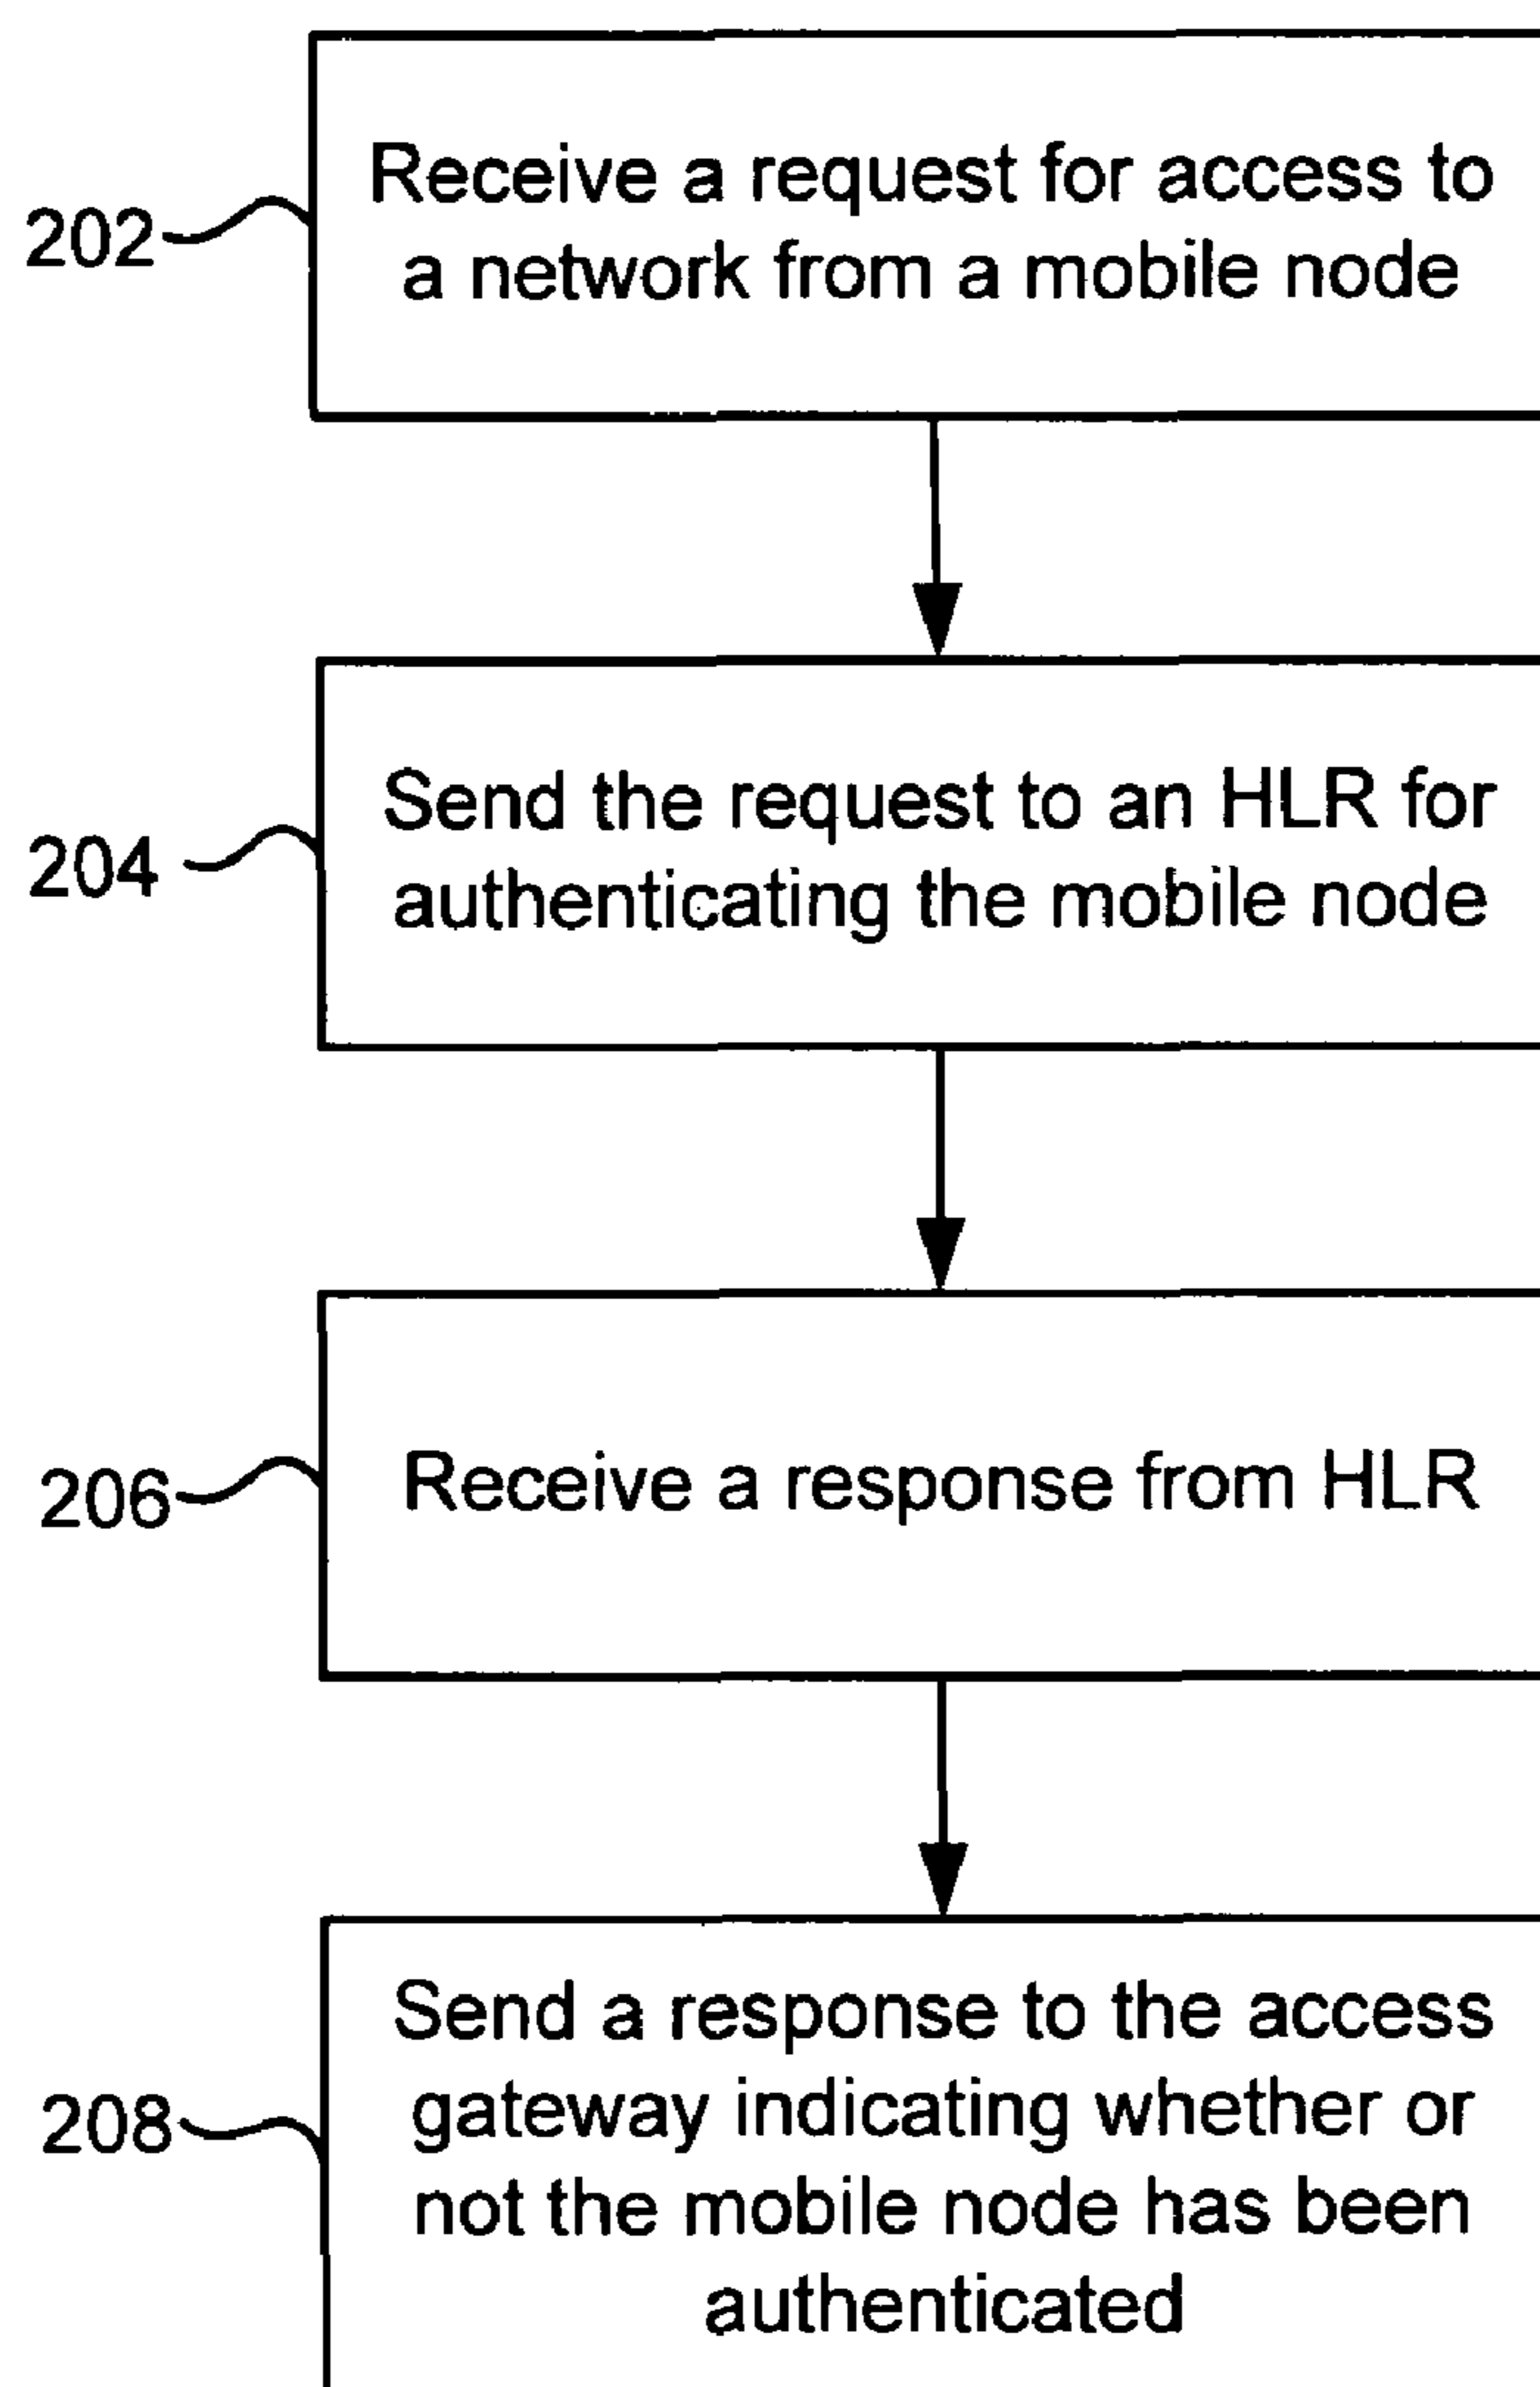 Receive a request for access to
a network from a mobile node
202
Send the request to an HLR for
authenticating the mobile node
204
Receive a response from HLR
206
Send a response to the access
gateway indicating whether or
not the mobile node has been
authenticated
208